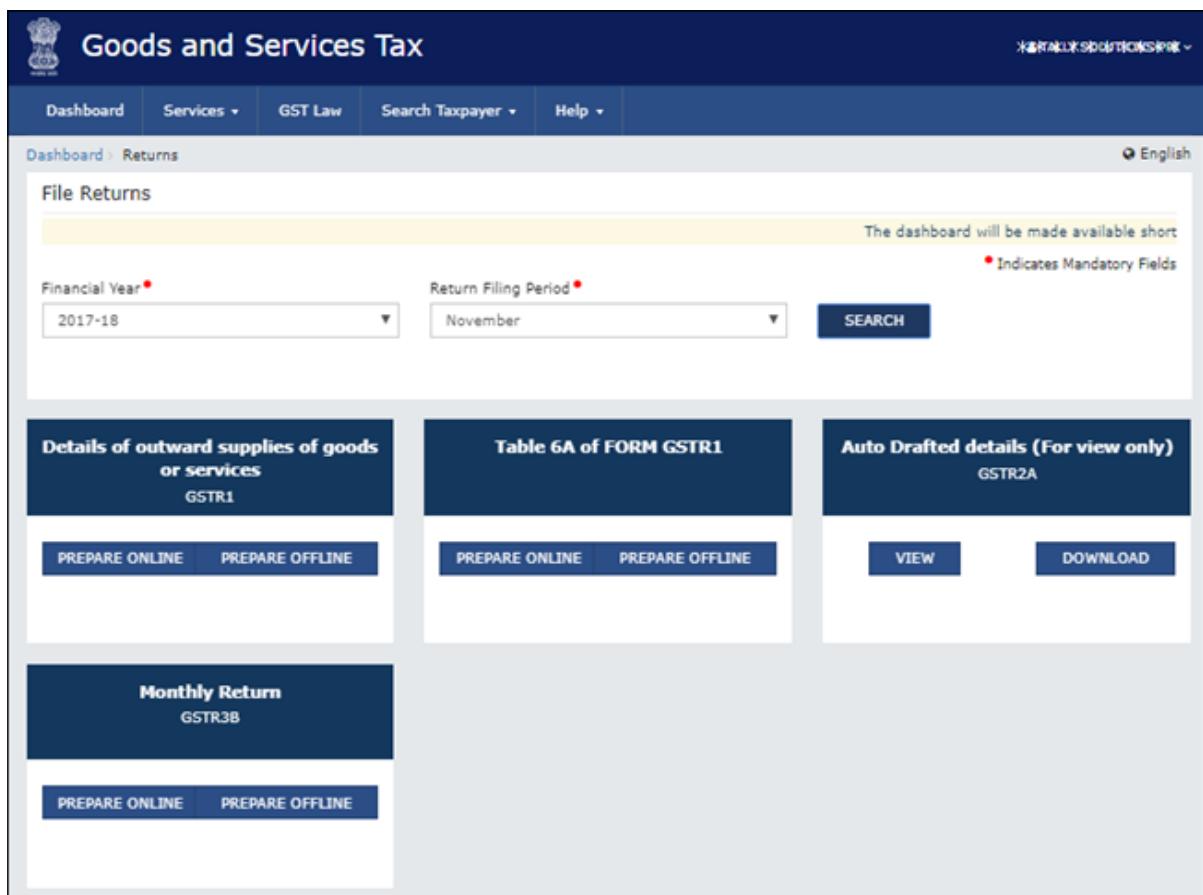 Goods and Services Tax
Dashboard Services GST Law Search Taxpayer Help
Dashboard > Returns English
File Returns
The dashboard will be made available short
• Indicates Mandatory Fields
Financial Year• Return Filing Period•
2017-18 November SEARCH
Details of outward supplies of goods
or services
GSTR1
PREPARE ONLINE PREPARE OFFLINE
Table 6A of FORM GSTR1
PREPARE ONLINE PREPARE OFFLINE
Auto Drafted details (For view only)
GSTR2A
VIEW DOWNLOAD
Monthly Return
GSTR3B
PREPARE ONLINE PREPARE OFFLINE